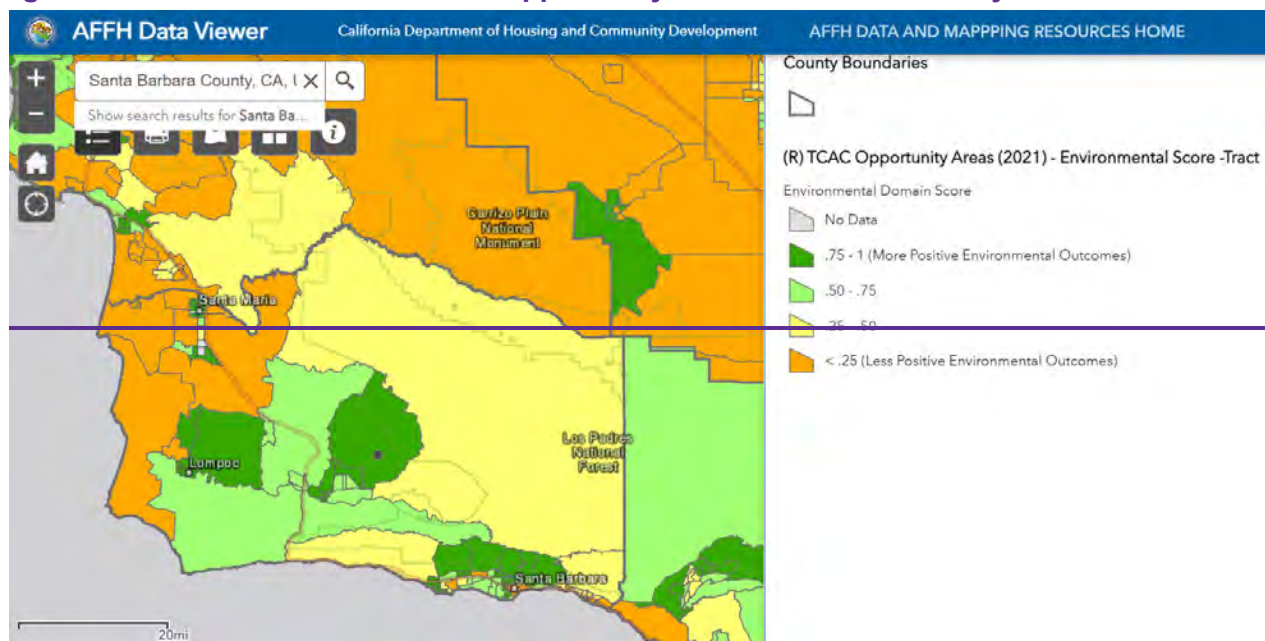 AFFH Data Viewer
California Department of Housing and Community Development
AFFH DATA AND MAPPPING RESOURCES HOME
Santa Barbara County, CA, U
Show search results for Santa Ba...
County Boundaries
(R) TCAC Opportunity Areas (2021) - Environmental Score -Tract
Environmental Domain Score
No Data
.75 - 1 (More Positive Environmental Outcomes)
.50 - .75
.25 - .50
< .25 (Less Positive Environmental Outcomes)
Carrizo Plain
National
Monument
Santa Maria
Los Padres
National
Forest
Lompoc
Santa Barbara
20mi